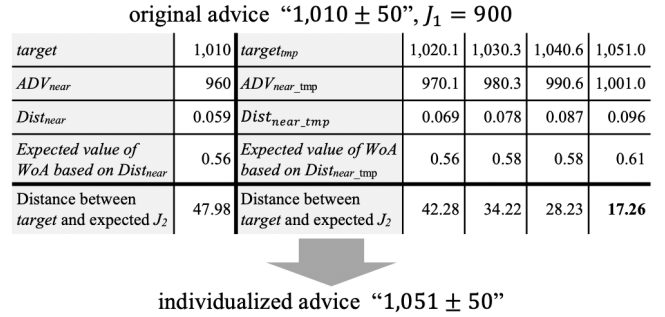 original advice “1,010 ± 50”, J₁ = 900
target 1,010 target_tmp 1,020.1 1,030.3 1,040.6 1,051.0
ADV_near 960 ADV_near_tmp 970.1 980.3 990.6 1,001.0
Dist_near 0.059 Dist_near_tmp 0.069 0.078 0.087 0.096
Expected value of WoA based on Dist_near 0.56 Expected value of WoA based on Dist_near_tmp 0.56 0.58 0.58 0.61
Distance between target and expected J₂ 47.98 Distance between target and expected J₂ 42.28 34.22 28.23 17.26
individualized advice “1,051 ± 50”